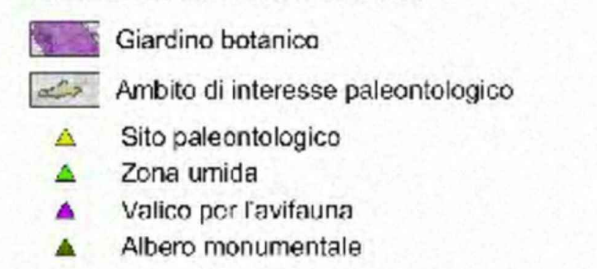 Giardino botanico
Ambito di interesse paleontologico
Sito paleontologico
Zona umida
Valico per l'avifauna
Albero monumentale